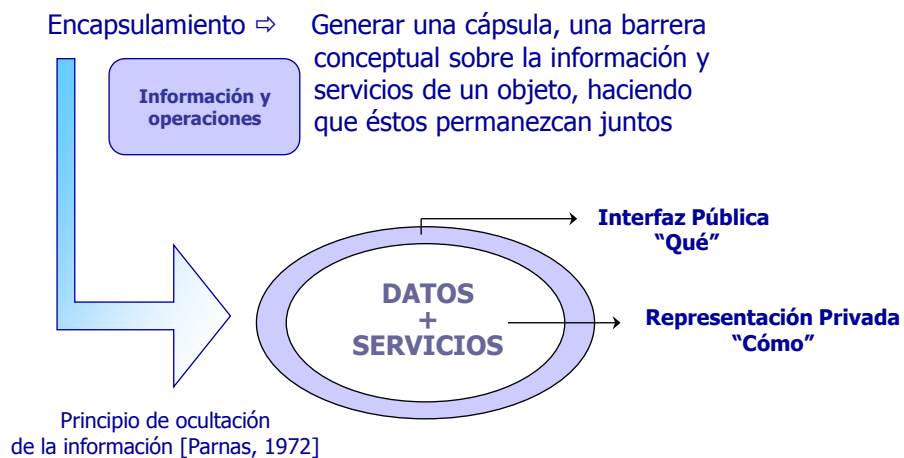 Encapsulamiento ⇨ Generar una cápsula, una barrera
conceptual sobre la información y
servicios de un objeto, haciendo
que éstos permanezcan juntos
Información y
operaciones
Interfaz Pública
“Qué”
DATOS
+
SERVICIOS
Representación Privada
“Cómo”
Principio de ocultación
de la información [Parnas, 1972]